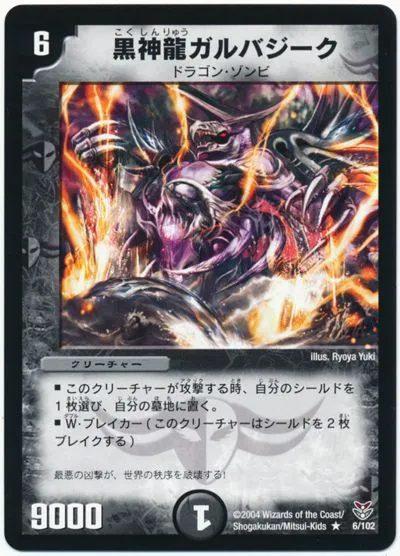 こくしんりゅう
6 黒神龍ガルバジーク
ドラゴン・ゾンビ
illus. Ryoya Yuki
クリーチャー
■ このクリーチャーが攻撃する時、自分のシールドを
1枚選び、自分の墓地に置く。
■ W・ブレイカー(このクリーチャーはシールドを2枚
ブレイクする)
最悪の凶撃が、世界の秩序を破壊する!
9000
1
©2004 Wizards of the Coast/
Shogakukan/Mitsui-Kids ★ 6/102